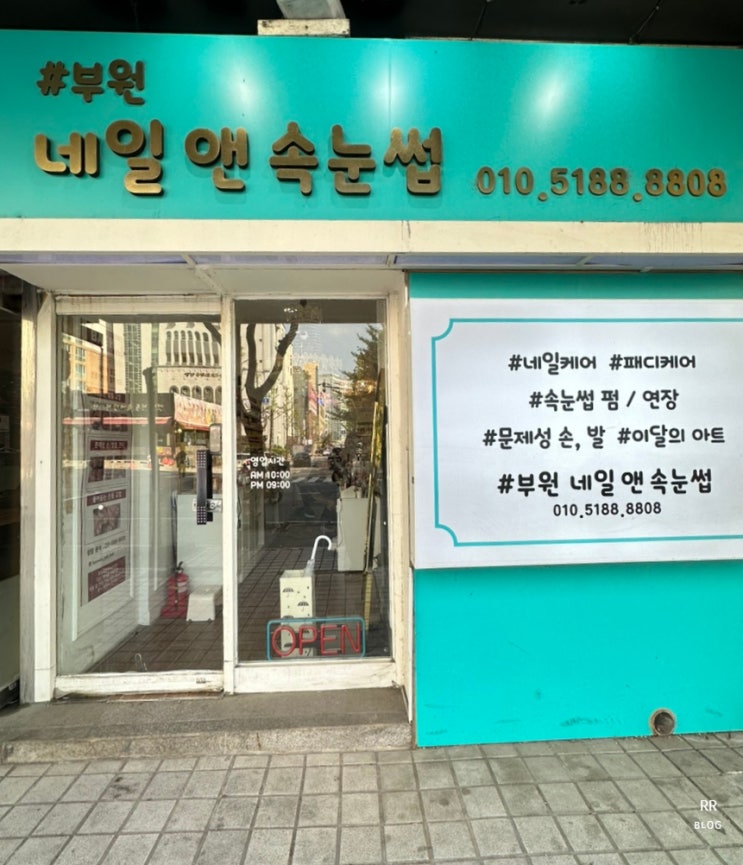 #부원
네일 앤 속눈썹 010.5188.8808
#네일케어 #패디케어
#속눈썹 펌 / 연장
#문제성 손, 발 #이달의 아트
#부원 네일 앤 속눈썹
010.5188.8808
영업시간
AM 10:00
PM 09:00
OPEN
RR
BLOG